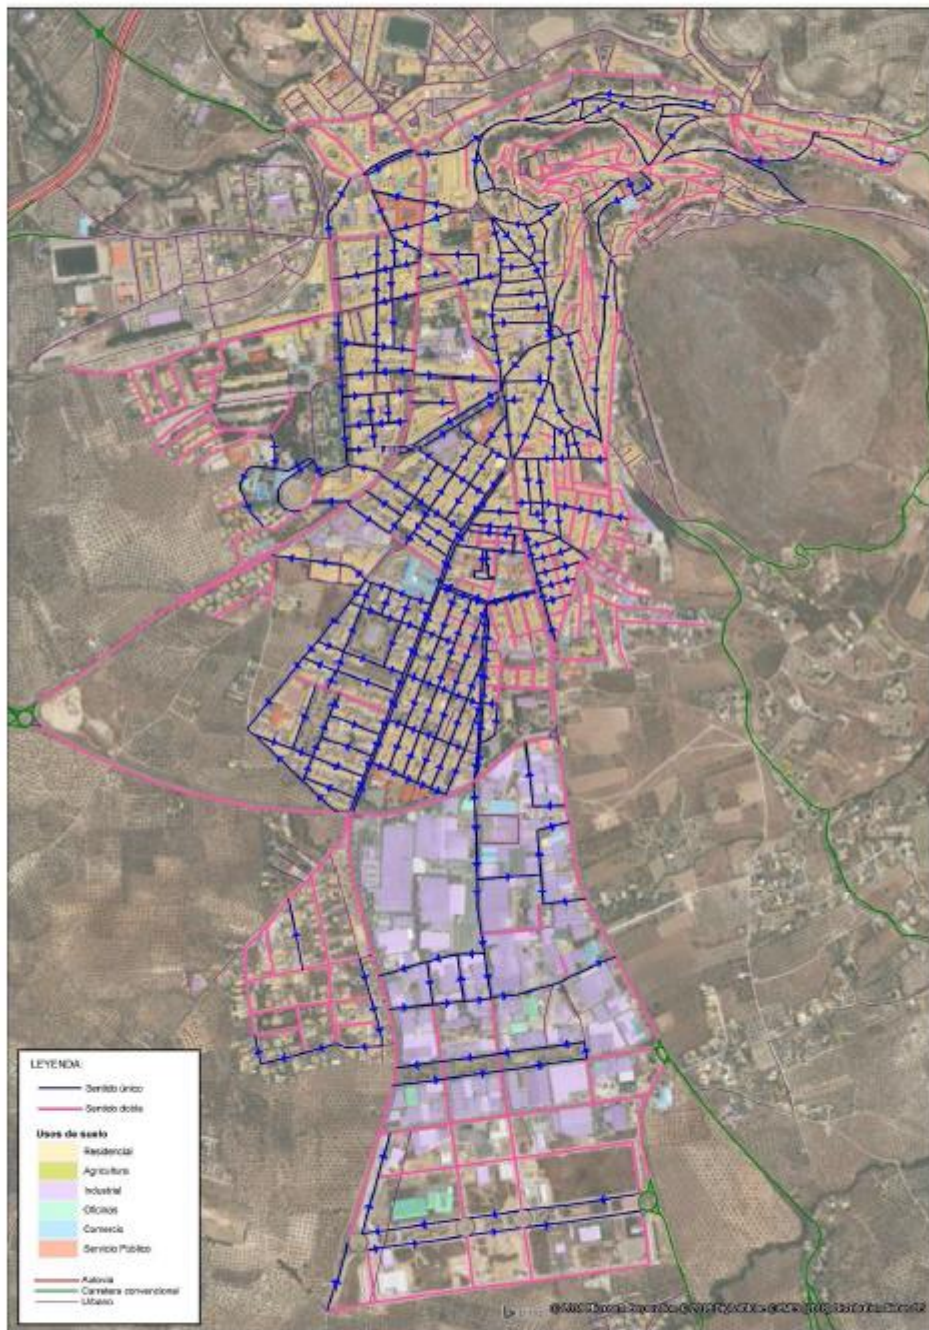 LEYENDA:
Sentido único
Sentido doble
Usos de suelo
Residencial
Agricultura
Industrial
Oficinas
Comercio
Servicio Público
Autovía
Carretera convencional
Urbano